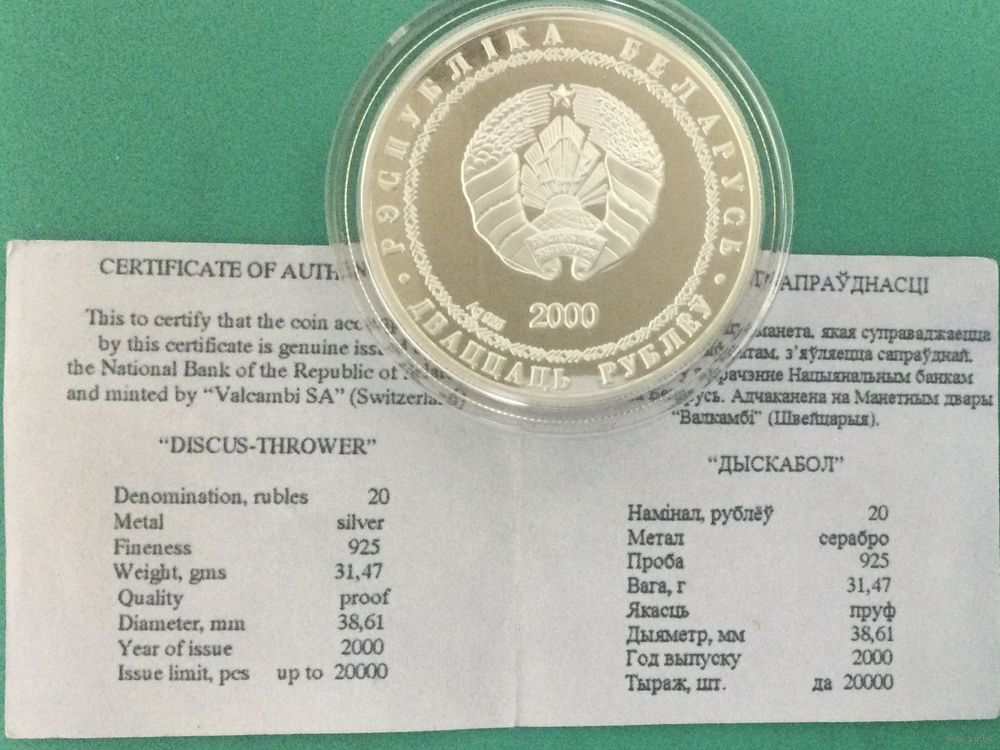 РЭСПУБЛІКА БЕЛАРУСЬ
Ag 925
2000
ДВАЦЦАЦЬ РУБЛЁЎ
CERTIFICATE OF
This to certify that the coin
by this certificate is genuine
the National Bank of the Republic of
and minted by “Valcambi SA” (Switzerland)
“DISCUS-THROWER”
Denomination, rubles 20
Metal silver
Fineness 925
Weight, gms 31,47
Quality proof
Diameter, mm 38,61
Year of issue 2000
Issue limit, pcs up to 20000
САПРАЎДНАСЦІ
манета, якая суправаджаецца
з’яўляецца сапраўднай.
Нацыянальным банкам
Беларусь. Адчаканена на Манетным двары
“Валкамбі” (Швейцарыя).
“ДЫСКАБОЛ”
Намінал, рублёў 20
Метал серабро
Проба 925
Вага, г 31,47
Якасць пруф
Дыяметр, мм 38,61
Год выпуску 2000
Тыраж, шт. да 20000